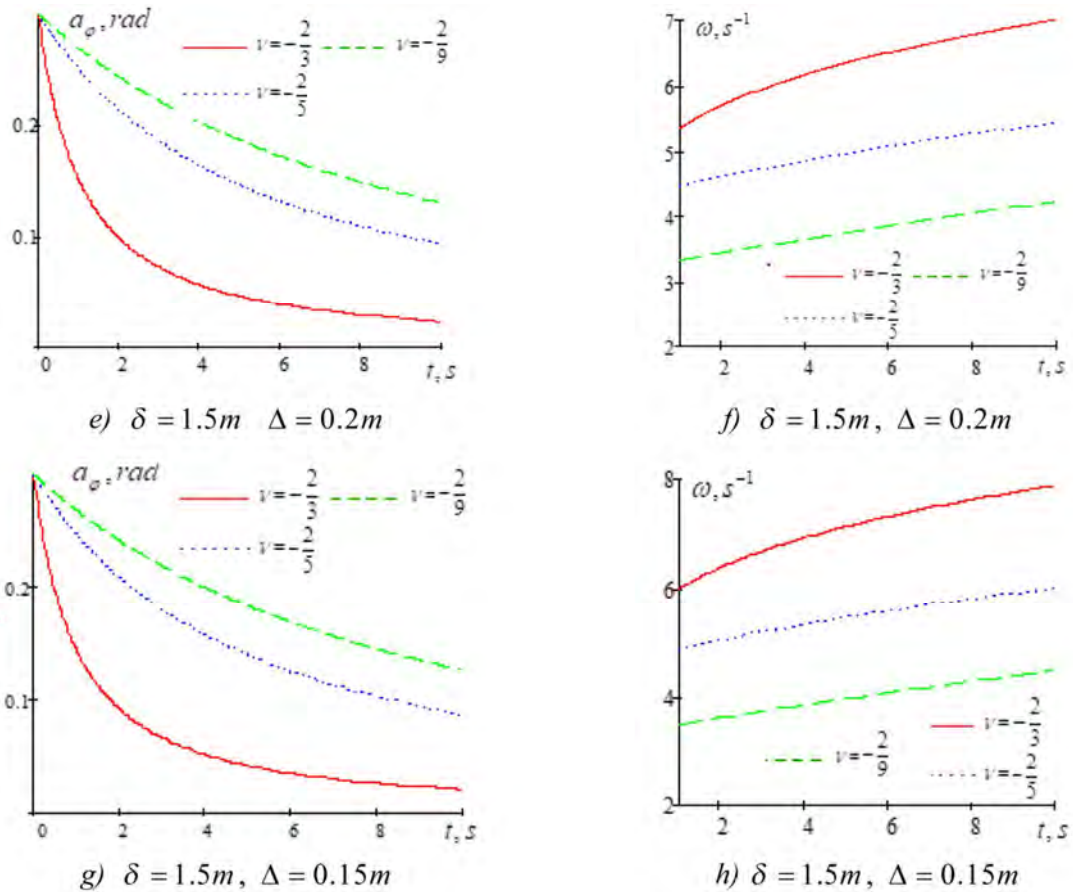 a_φ, rad
ν=-2/3 ν=-2/9
ν=-2/5
0.2
0.1
0 2 4 6 8
t, s
e) δ = 1.5m Δ = 0.2m
7
ω, s⁻¹
6
5
4
3
2
ν=-2/3 ν=-2/9
ν=-2/5
2 4 6 8
t, s
f) δ = 1.5m, Δ = 0.2m
a_φ, rad
ν=-2/3 ν=-2/9
ν=-2/5
0.2
0.1
0 2 4 6 8
t, s
g) δ = 1.5m, Δ = 0.15m
8
ω, s⁻¹
6
4
2
ν=-2/3
ν=-2/9
ν=-2/5
2 4 6 8
t, s
h) δ = 1.5m, Δ = 0.15m